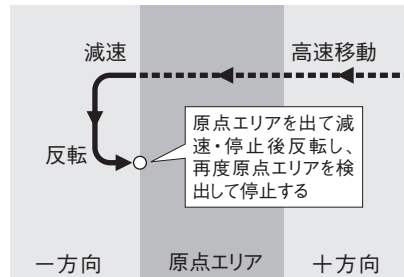 減速
高速移動
原点エリアを出て減
速・停止後反転し、
再度原点エリアを検
出して停止する
反転
－方向
原点エリア
＋方向